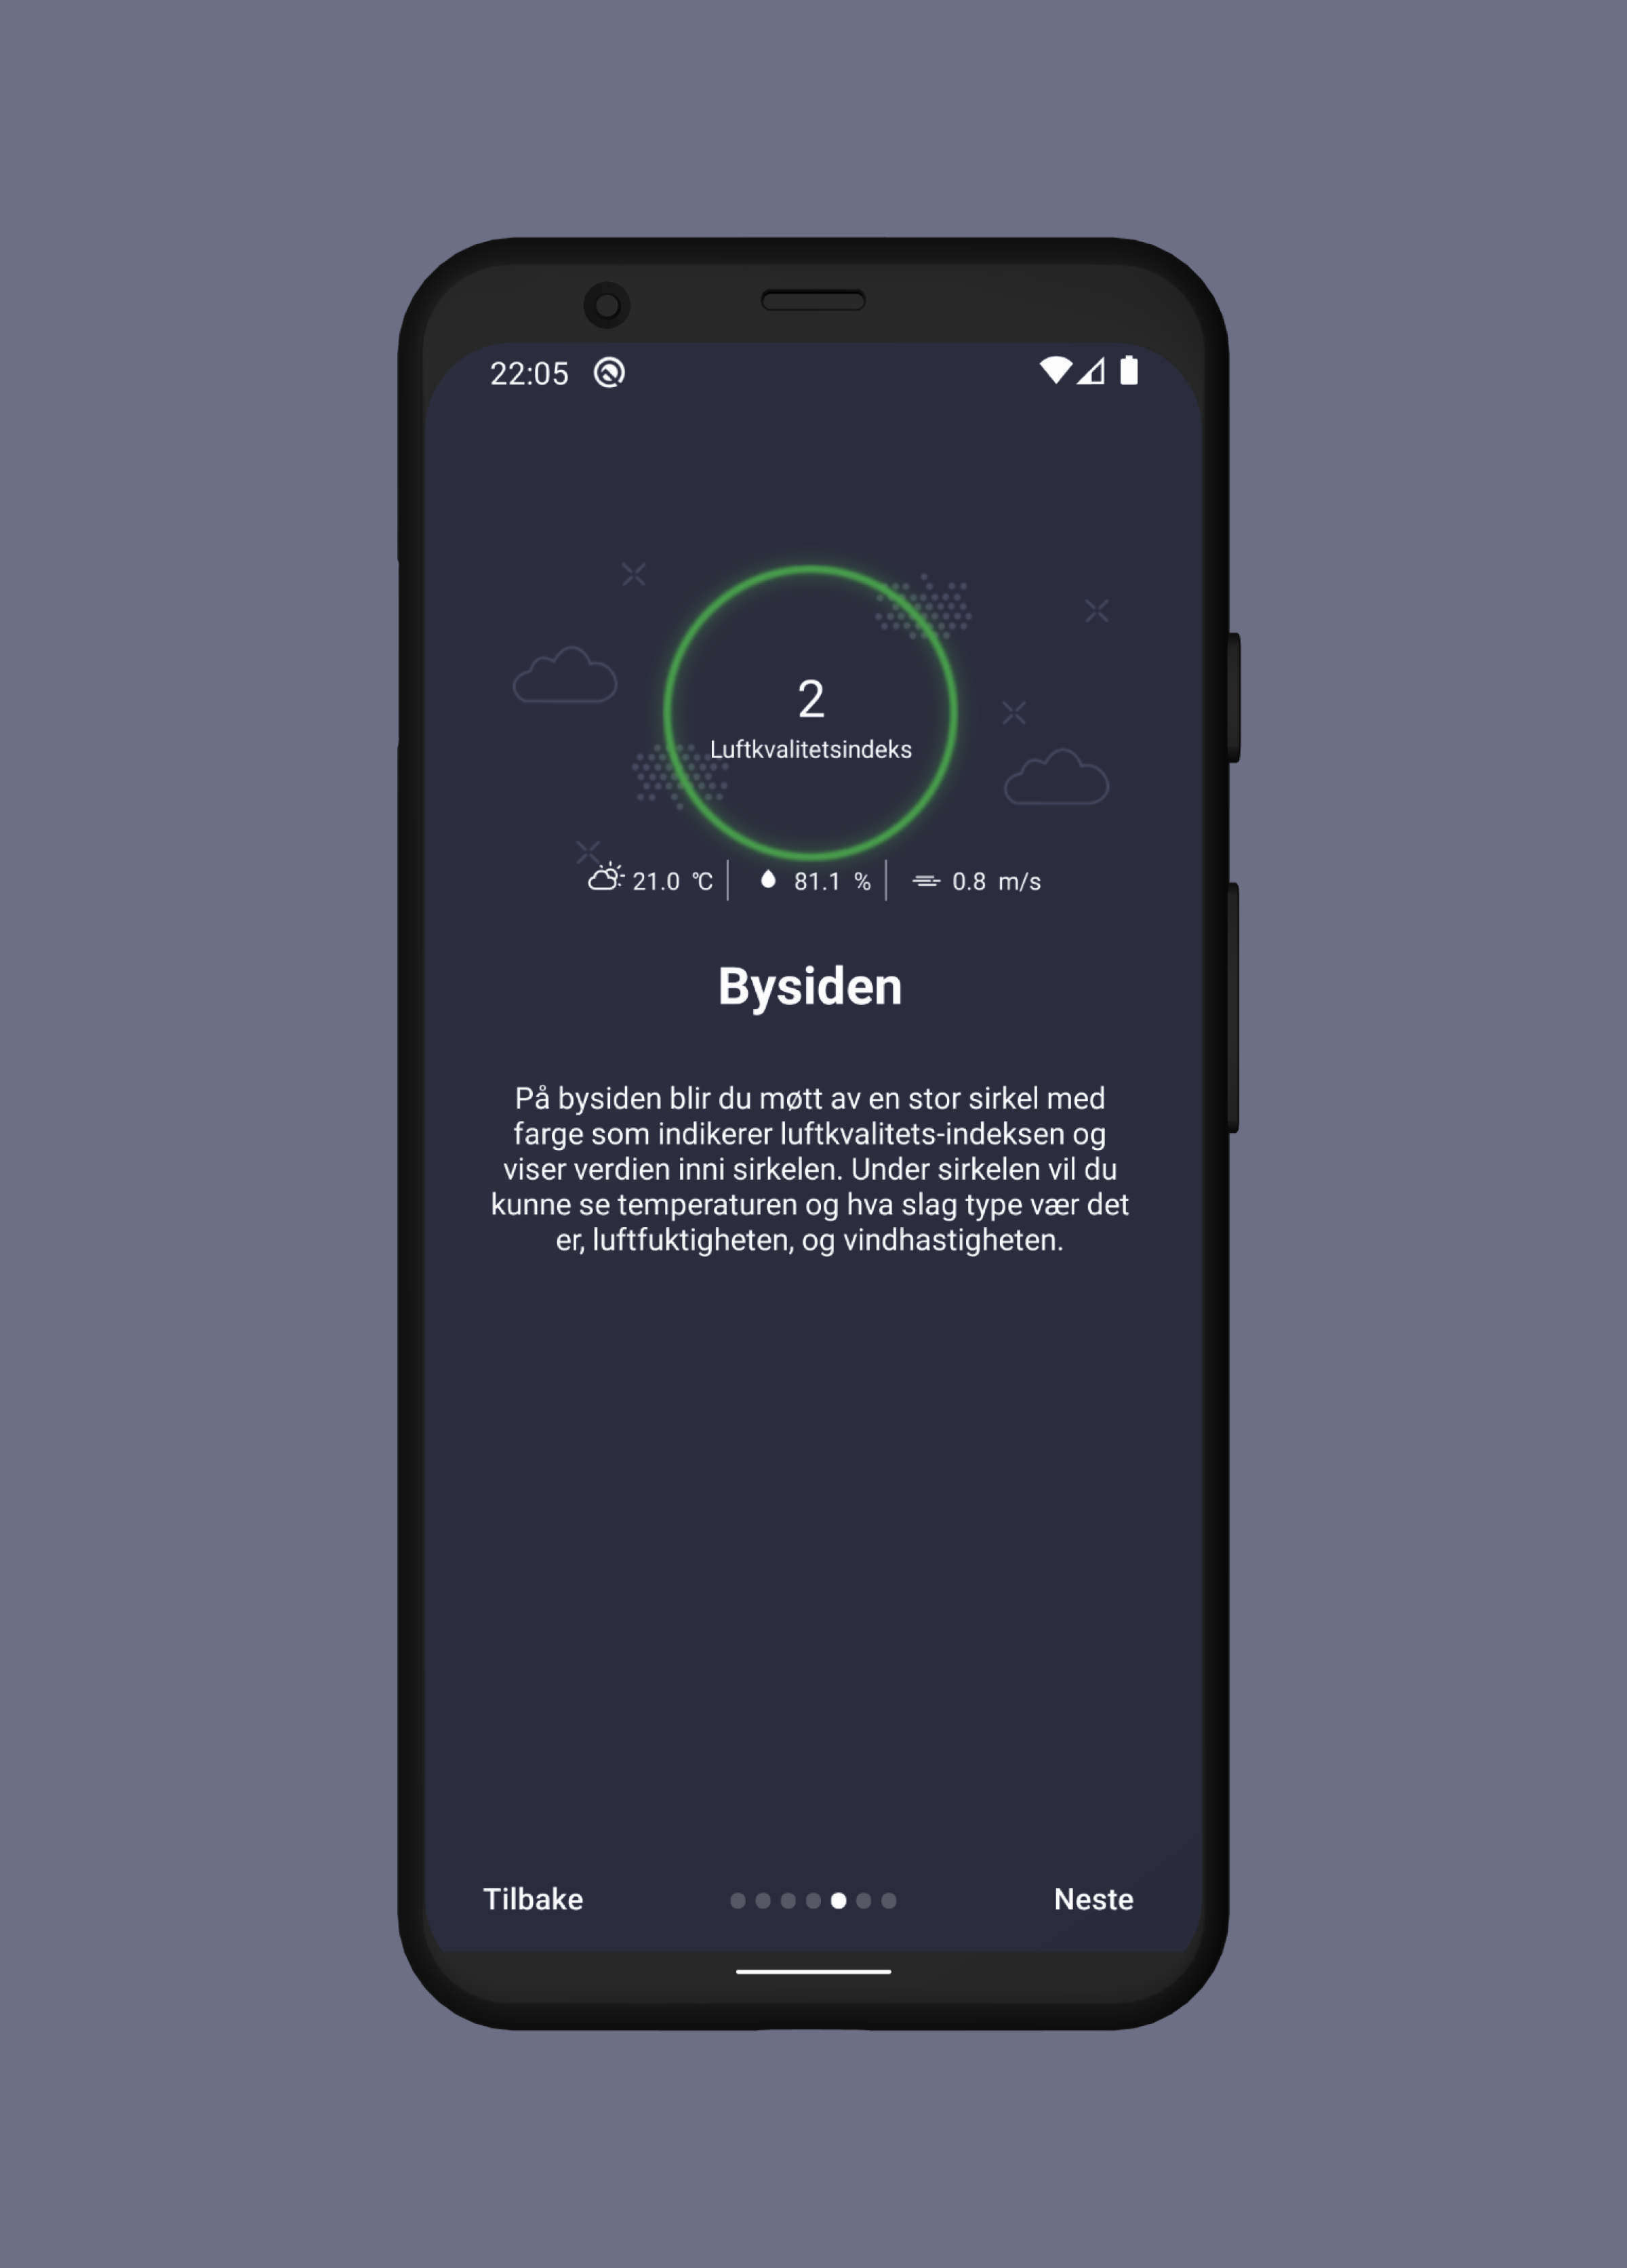 22:05
2
Luftkvalitetsindeks
21.0 °C 81.1 % 0.8 m/s
Bysiden
På bysiden blir du møtt av en stor sirkel med
farge som indikerer luftkvalitets-indeksen og
viser verdien inni sirkelen. Under sirkelen vil du
kunne se temperaturen og hva slag type vær det
er, luftfuktigheten, og vindhastigheten.
Tilbake Neste